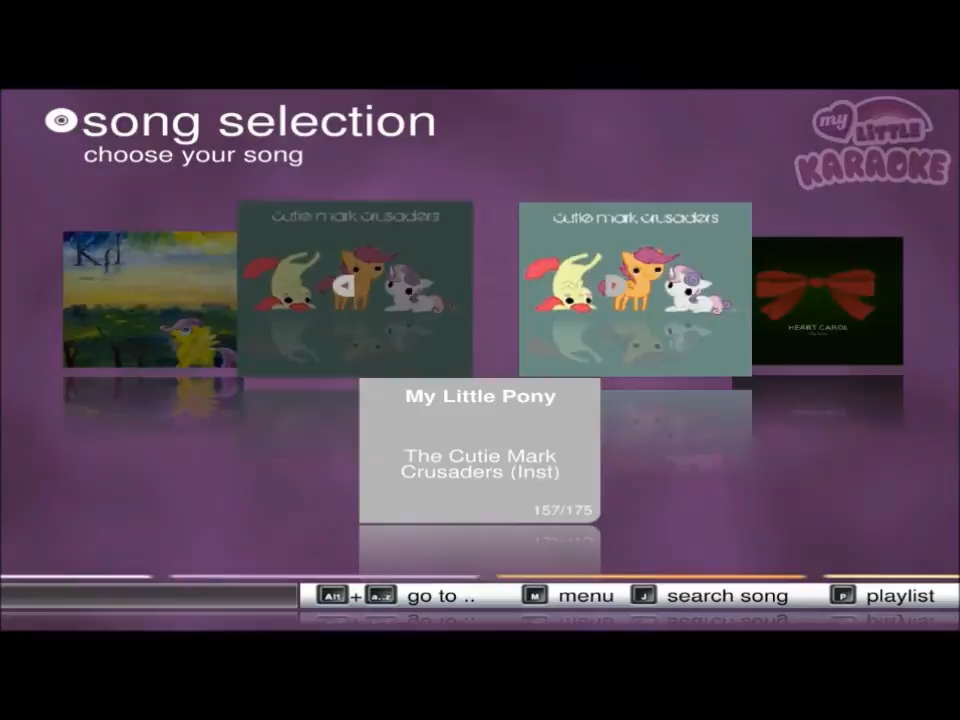 song selection
choose your song
my
LITTLE
KARAOKE
Kd
cutie mark crusaders
cutie mark crusaders
HEART CAROL
My Little Pony
The Cutie Mark
Crusaders (Inst)
157/175
Alt + a..z go to .. M menu J search song P playlist